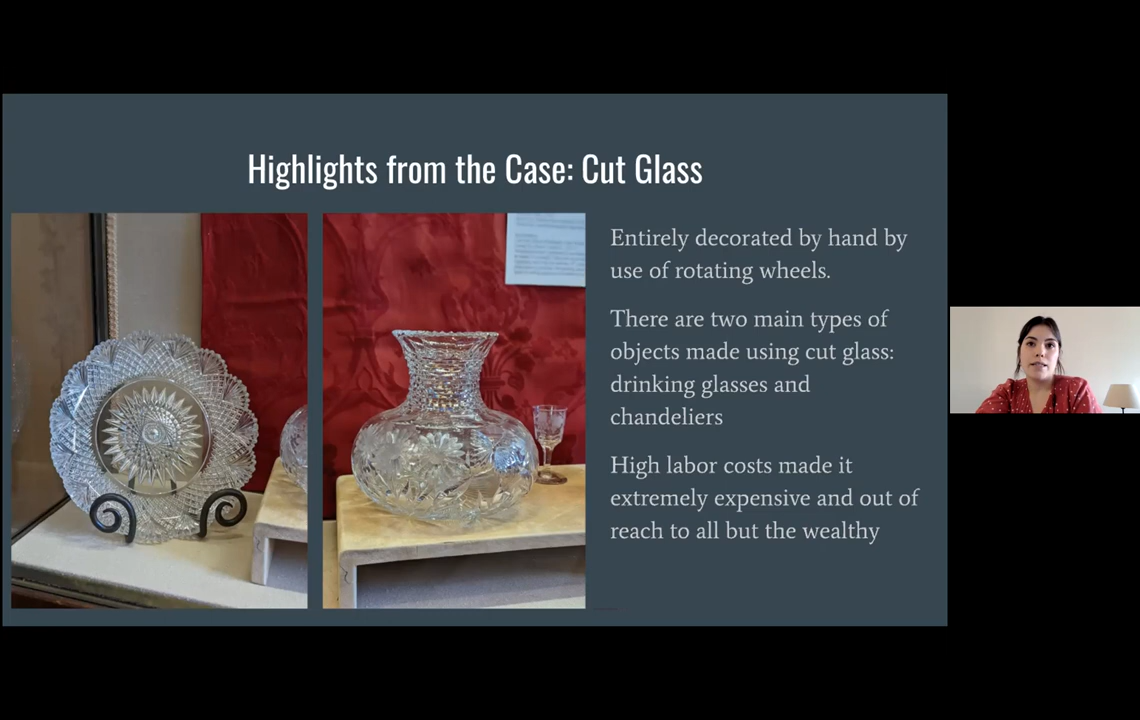 Highlights from the Case: Cut Glass
Entirely decorated by hand by
use of rotating wheels.
There are two main types of
objects made using cut glass:
drinking glasses and
chandeliers
High labor costs made it
extremely expensive and out of
reach to all but the wealthy